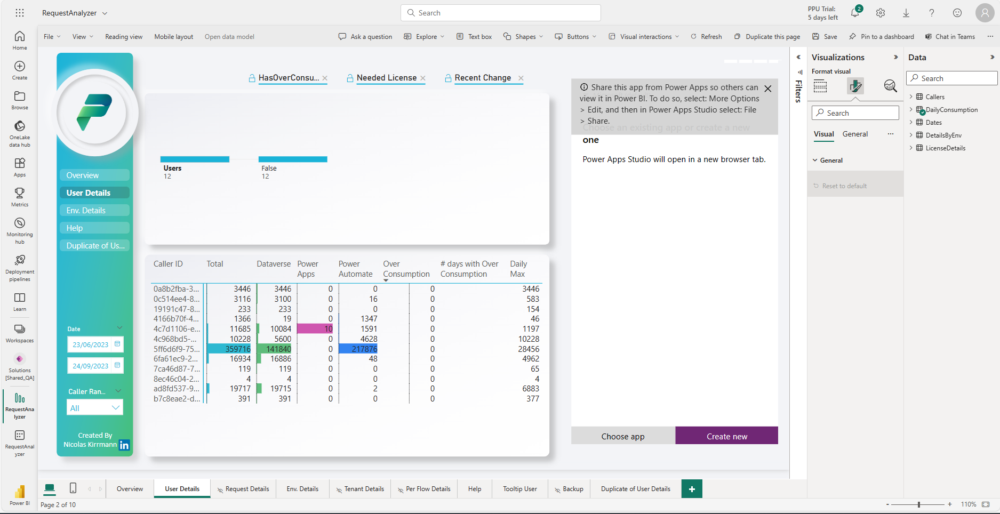 RequestAnalyzer
Search
PPU Trial:
5 days left
2
File
View
Reading view
Mobile layout
Open data model
Ask a question
Explore
Text box
Shapes
Buttons
Visual interactions
Refresh
Duplicate this page
Save
Pin to a dashboard
Chat in Teams
Home
Create
Browse
OneLake
data hub
Apps
Metrics
Monitoring
hub
Deployment
pipelines
Learn
Workspaces
Solutions
[Shared_QA]
RequestAna
lyzer
RequestAnal
yzer
Power BI
Overview
User Details
Env. Details
Help
Duplicate of Us...
Date
23/06/2023
24/09/2023
Caller Ran...
All
Created By
Nicolas Kirrmann
in
HasOverConsu...
Needed License
Recent Change
Users
12
False
12
Caller ID Total Dataverse Power Apps Power Automate Over Consumption # days with Over Consumption Daily Max
0a8b2fba-3... 3446 3446 0 0 0 3446
0c514ee4-8... 3116 3100 0 16 0 583
19191c47-8... 233 233 0 0 0 154
4166b70f-4... 1366 19 0 1347 0 46
4c7d1106-e... 11685 10084 10 1591 0 1197
4c968bd5-... 10228 5600 0 4628 0 10228
5ff6d6f9-75... 359716 141840 0 217876 0 28456
6fa61ec9-2... 16934 16886 0 48 0 4962
7ca46d87-7... 119 119 0 0 0 65
8ec46c04-2... 4 4 0 0 0 4
ad8fd537-9... 19717 19715 0 2 0 6883
b7c8eae2-d... 391 391 0 0 0 377
Share this app from Power Apps so others can
view it in Power BI. To do so, select: More Options
> Edit, and then in Power Apps Studio select: File
> Share.
Choose an existing app or create a new
one
Power Apps Studio will open in a new browser tab.
Choose app
Create new
Filters
Visualizations
Format visual
Search
Visual
General
General
Reset to default
Data
Search
Callers
DailyConsumption
Dates
DetailsByEnv
LicenseDetails
Overview
User Details
Request Details
Env. Details
Tenant Details
Per Flow Details
Help
Tooltip User
Backup
Duplicate of User Details
+
Page 2 of 10
-
+
110%